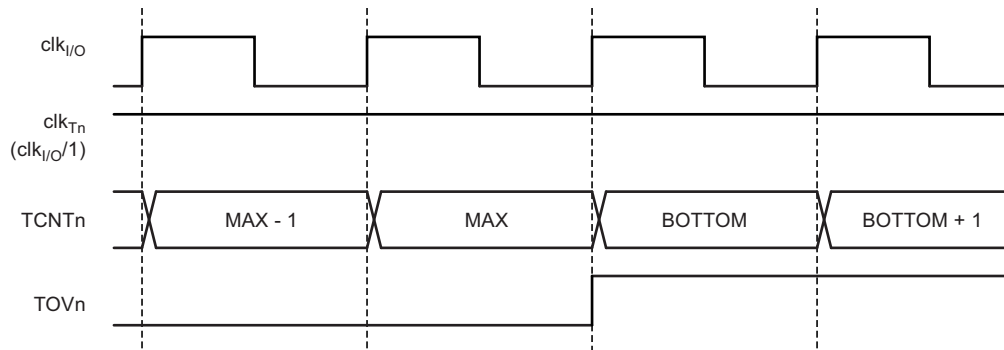 clkI/O
clkTn
(clkI/O/1)
TCNTn MAX - 1 MAX BOTTOM BOTTOM + 1
TOVn